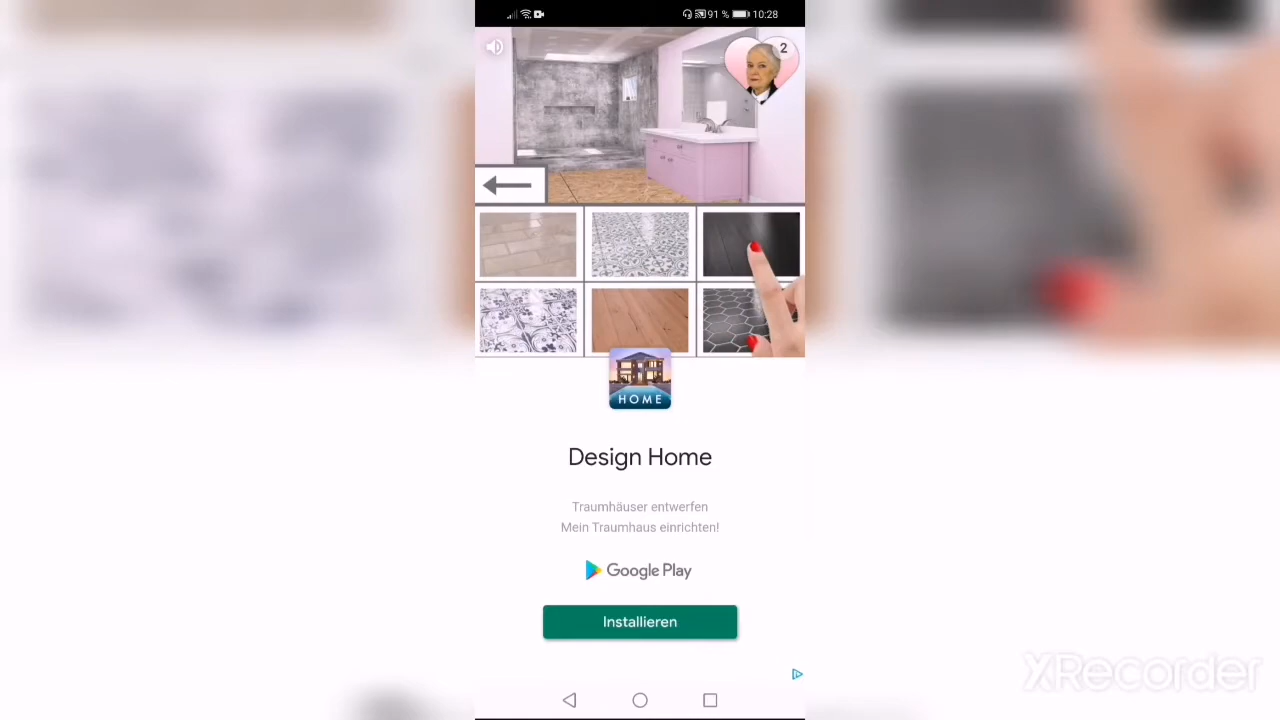 91 % 10:28
2
HOME
Design Home
Traumhäuser entwerfen
Mein Traumhaus einrichten!
Google Play
Installieren
XRecorder